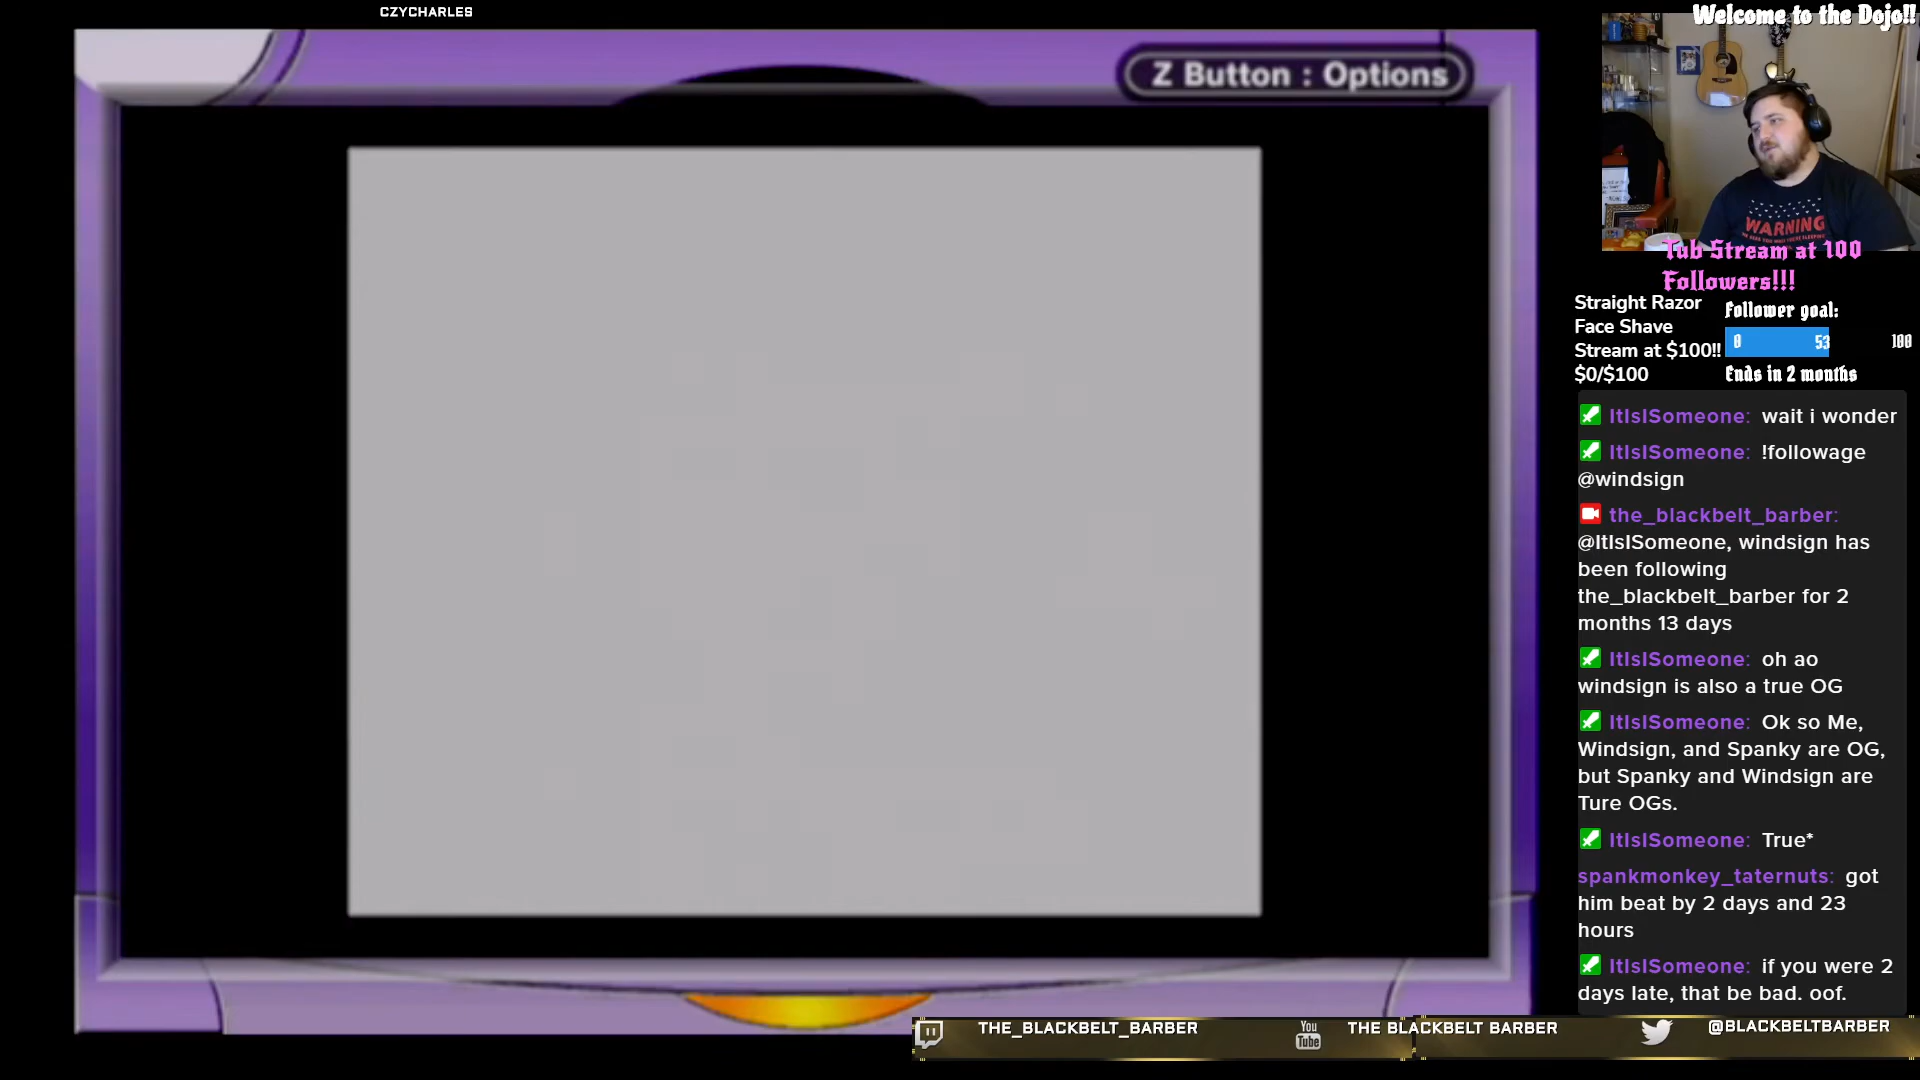 CZYCHARLES
Welcome to the Dojo!!
Z Button : Options
WARNING
Tub Stream at 100
Followers!!!
Straight Razor
Face Shave
Stream at $100!!
$0/$100
Follower goal:
0 53 100
Ends in 2 months
ItIsISomeone: wait i wonder
ItIsISomeone: !followage
@windsign
the_blackbelt_barber:
@ItIsISomeone, windsign has
been following
the_blackbelt_barber for 2
months 13 days
ItIsISomeone: oh ao
windsign is also a true OG
ItIsISomeone: Ok so Me,
Windsign, and Spanky are OG,
but Spanky and Windsign are
Ture OGs.
ItIsISomeone: True*
spankmonkey_taternuts: got
him beat by 2 days and 23
hours
ItIsISomeone: if you were 2
days late, that be bad. oof.
THE_BLACKBELT_BARBER
You
Tube
THE BLACKBELT BARBER
@BLACKBELTBARBER